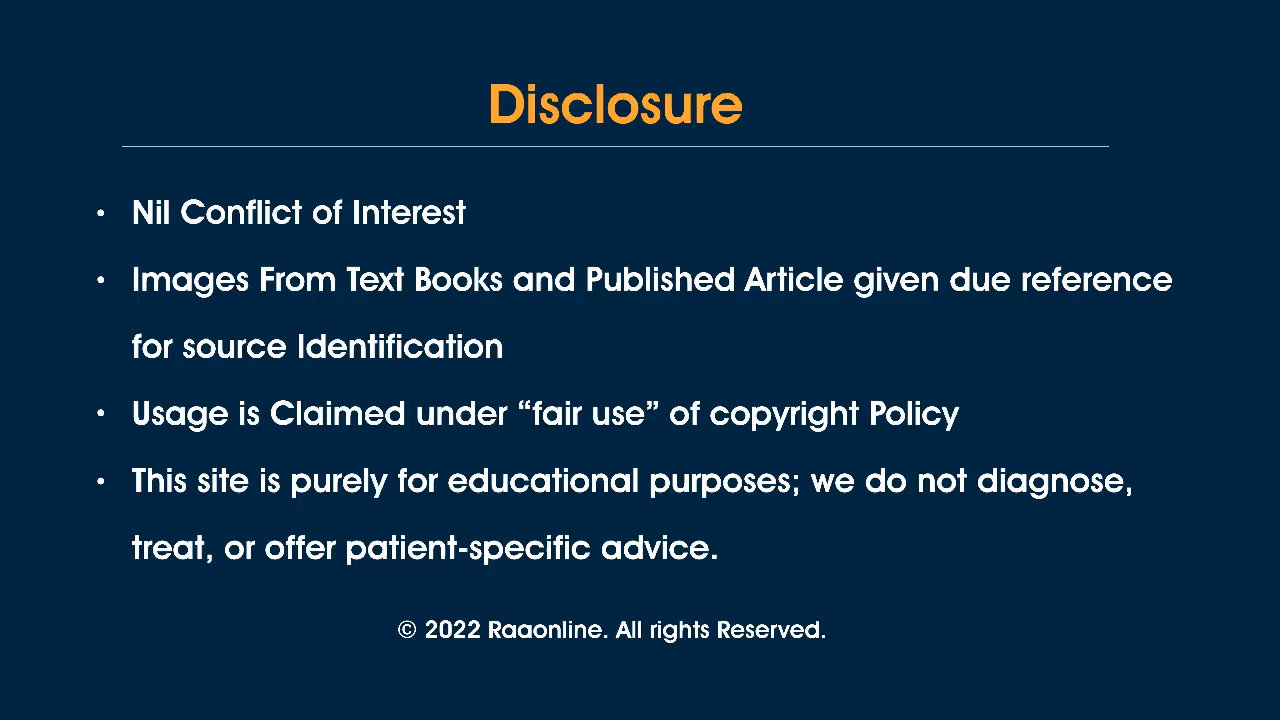 Disclosure
• Nil Conflict of Interest
• Images From Text Books and Published Article given due reference
for source Identification
• Usage is Claimed under “fair use” of copyright Policy
• This site is purely for educational purposes; we do not diagnose,
treat, or offer patient-specific advice.
© 2022 Raaonline. All rights Reserved.